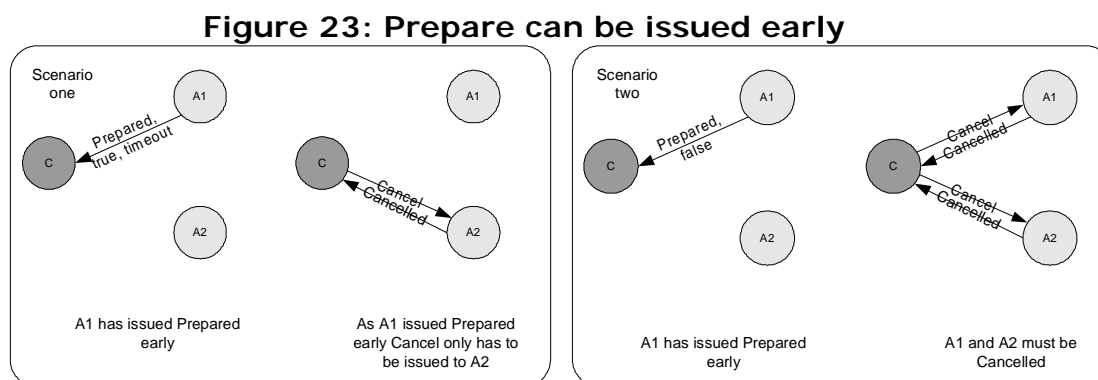 Figure 23: Prepare can be issued early
Scenario
one
A1
Prepared,
true, timeout
C
A2
A1 has issued Prepared
early
A1
C
Cancel
Cancelled
A2
As A1 issued Prepared
early Cancel only has to
be issued to A2
Scenario
two
A1
Prepared,
false
C
A2
A1 has issued Prepared
early
A1
Cancel
Cancelled
C
Cancel
Cancelled
A2
A1 and A2 must be
Cancelled